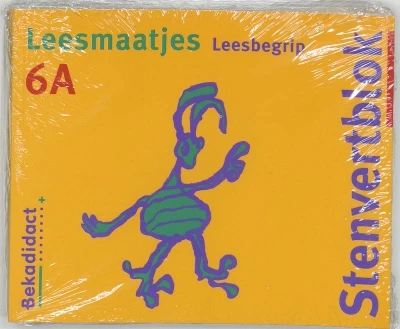 Leesmaatjes Leesbegrip
6A
Stenvertblok
Bekadidact